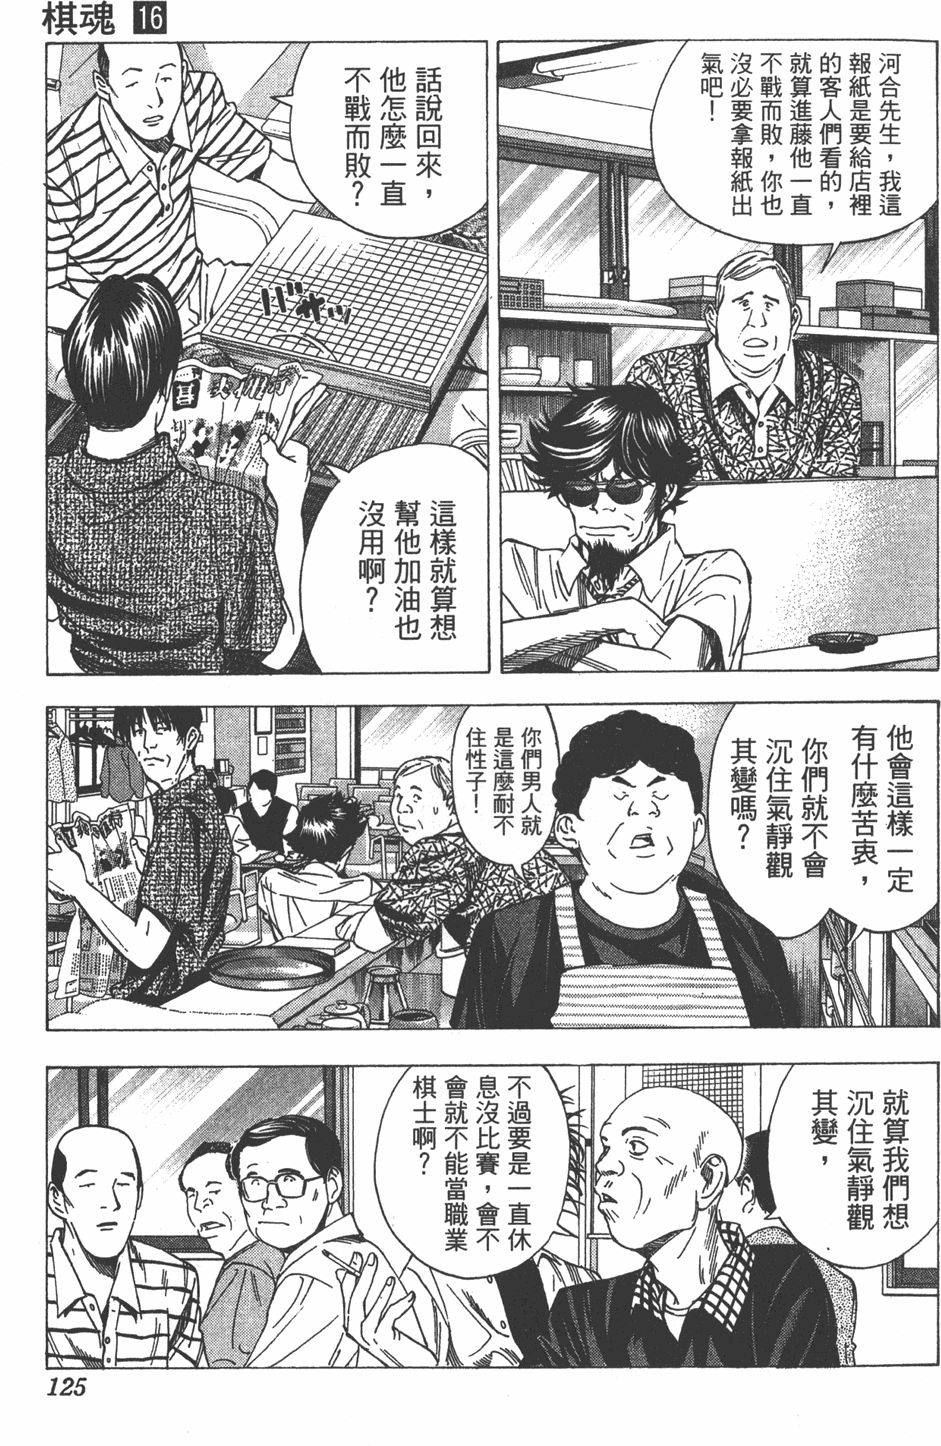 棋魂 16
河合先生，我這
報紙是要給店裡
的客人們看的，
就算進藤他一直
不戰而敗，你也
沒必要拿報紙出
氣吧！
話說回來，
他怎麼一直
不戰而敗？
バサッ
這樣就算想
幫他加油也
沒用啊？
他會這樣一定
有什麼苦衷，
你們就不會
沉住氣靜觀
其變嗎？
你們男人就
是這麼耐不
住性子！
就算我們想
沉住氣靜觀
其變，
不過要是一直休
息沒比賽，會不
會就不能當職業
棋士啊？
125